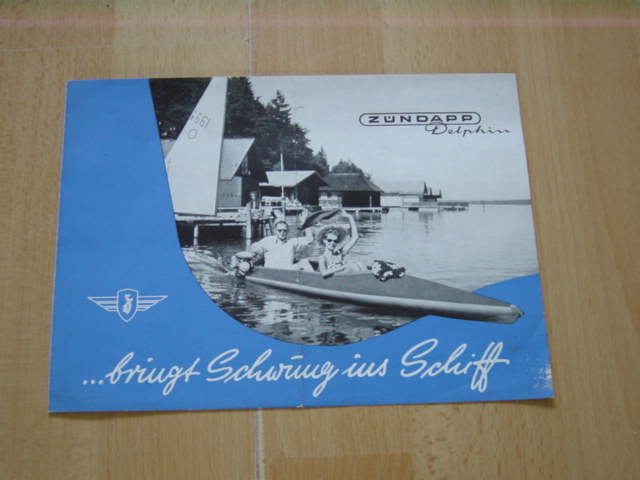 ZÜNDAPP
Delphin
...bringt Schwung ins Schiff